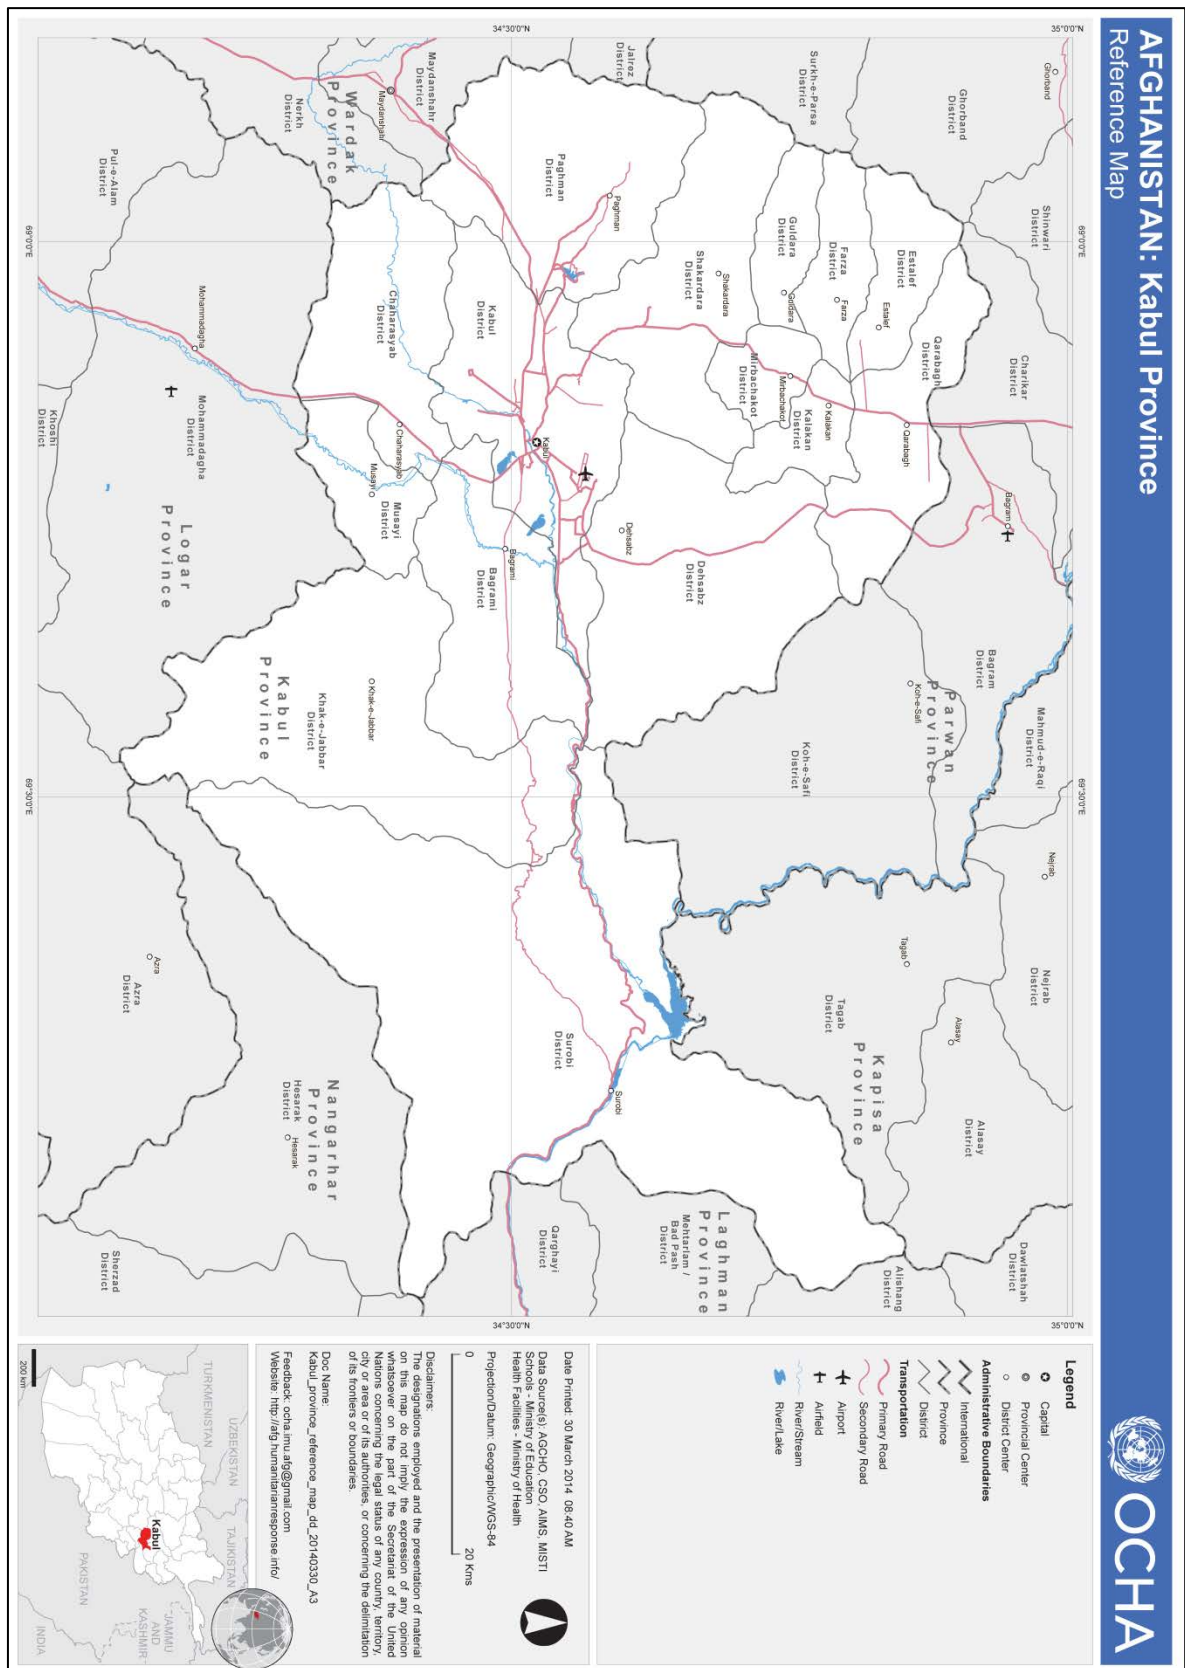 AFGHANISTAN: Kabul Province
Reference Map
OCHA
34°30'0"N
35°0'0"N
69°0'0"E
69°30'0"E
69°0'0"E
69°30'0"E
34°30'0"N
35°0'0"N
Ghorband
Ghorband
District
Shinwari
District
Charikar
District
Surkh-e-Parsa
District
Jalrez
District
Maydanshahr
District
Maydanshahr
Wardak
Province
Nerkh
District
Pul-e-Alam
District
Paghman
District
Paghman
Guldara
District
Goldara
Farza
District
Farza
Estalef
District
Estalef
Shakardara
District
Shakardara
Qarabagh
District
Qarabagh
Mirbachakot
District
Mirbachakot
Kalakan
District
Kalakan
Bagram
Kabul
District
Kabul
Chaharasyab
District
Chaharasyab
Musayi
Musayi
District
Mohammadagha
Mohammadagha
District
Khoshi
District
Logar
Province
Dehsabz
Dehsabz
District
Bagrami
Bagrami
District
Bagram
District
Parwan
Province
Koh-e-Safi
Koh-e-Safi
District
Mahmud-e-Raqi
District
Kabul
Province
Khak-e-Jabbar
District
Khak-e-Jabbar
Nejrab
Nejrab
District
Tagab
Tagab
District
Alasay
Alasay
District
Kapisa
Province
Azra
Azra
District
Surobi
District
Surobi
Nangarhar
Province
Hesarak
District
Hesarak
Sherzad
District
Laghman
Province
Mehtarlam /
Bad Pash
District
Qarghayi
District
Alishang
District
Dawlatshah
District
Legend
Capital
Provincial Center
District Center
Administrative Boundaries
International
Province
District
Transportation
Primary Road
Secondary Road
Airport
Airfield
River/Stream
River/Lake
Date Printed: 30 March 2014 08:40 AM
Data Source(s): AGCHO, CSO, AIMS, MISTI
Schools - Ministry of Education
Health Facilities - Ministry of Health
Projection/Datum: Geographic/WGS-84
0
20 Kms
Disclaimers:
The designations employed and the presentation of material
on this map do not imply the expression of any opinion
whatsoever on the part of the Secretariat of the United
Nations concerning the legal status of any country, territory,
city or area or of its authorities, or concerning the delimitation
of its frontiers or boundaries.
Doc Name:
Kabul_province_reference_map_dd_20140330_A3
Feedback: ocha.imu.afg@gmail.com
Website: http://afg.humanitarianresponse.info/
TURKMENISTAN
UZBEKISTAN
TAJIKISTAN
Kabul
PAKISTAN
JAMMU
AND
KASHMIR
INDIA
200 km